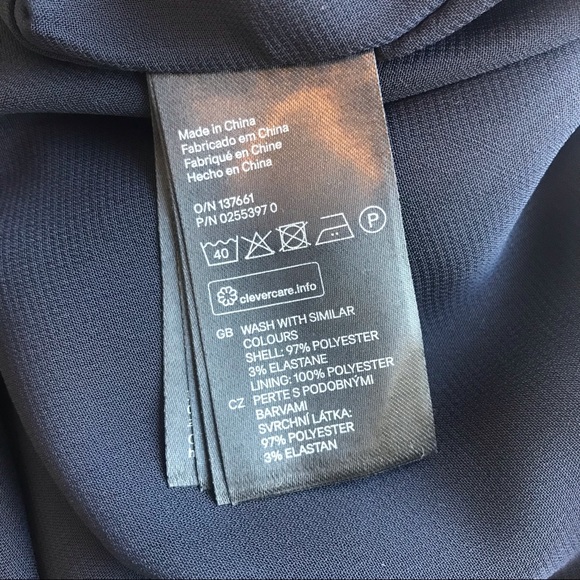 Made in China
Fabricado em China
Fabriqué en Chine
Hecho en China
O/N 137661
P/N 0255397 0
40 P
clevercare.info
GB WASH WITH SIMILAR
COLOURS
SHELL: 97% POLYESTER
3% ELASTANE
LINING: 100% POLYESTER
CZ PERTE S PODOBNÝMI
BARVAMI
SVRCHNÍ LÁTKA:
97% POLYESTER
3% ELASTAN